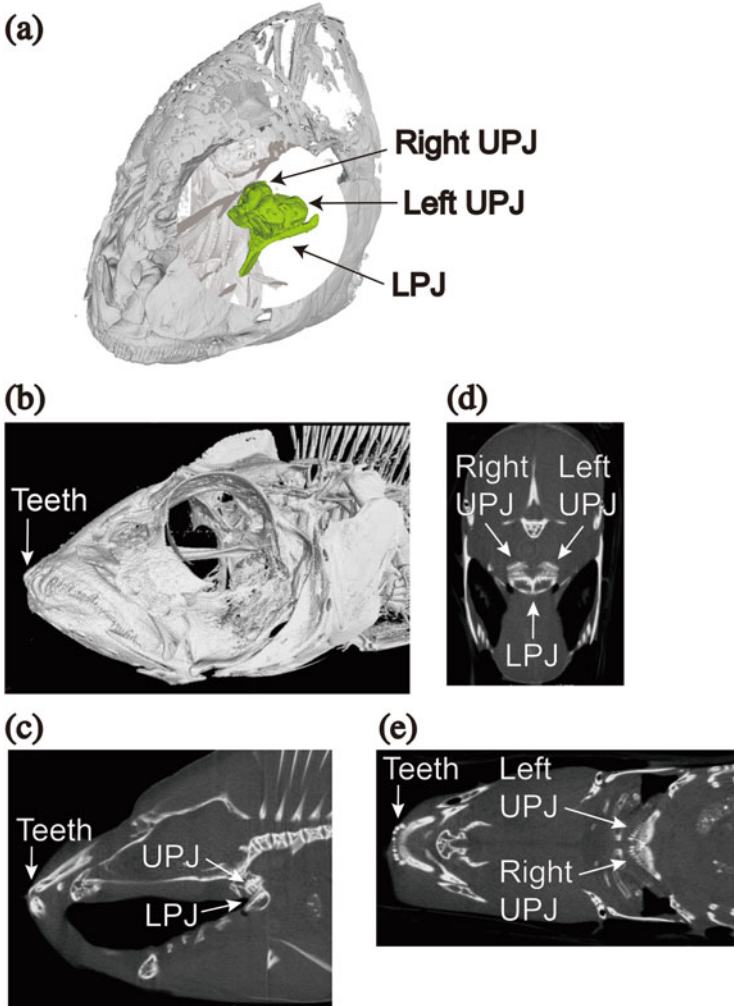 (a)
Right UPJ
Left UPJ
LPJ
(b)
Teeth
(d)
Right Left
UPJ UPJ
LPJ
(c)
Teeth
UPJ
LPJ
(e)
Teeth Left
UPJ
Right
UPJ